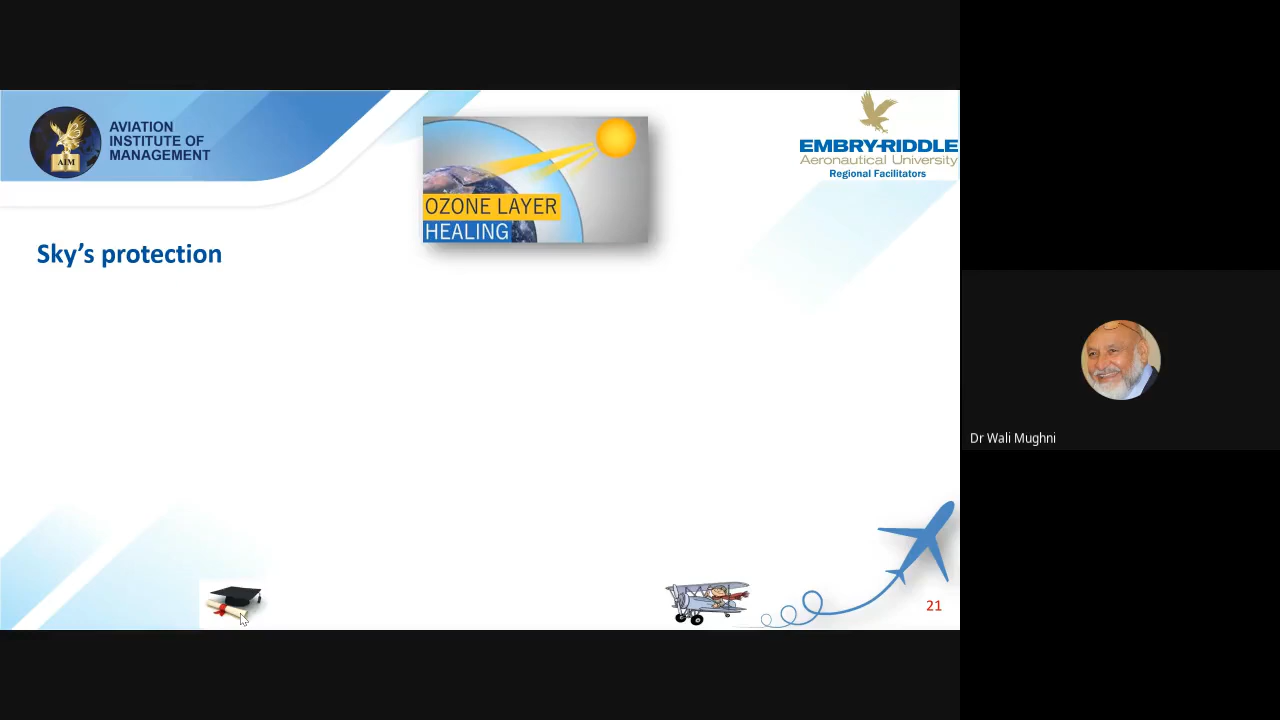 AVIATION
INSTITUTE OF
MANAGEMENT
AIM
EMBRY-RIDDLE
Aeronautical University
Regional Facilitators
OZONE LAYER
HEALING
Sky's protection
Dr Wali Mughni
21